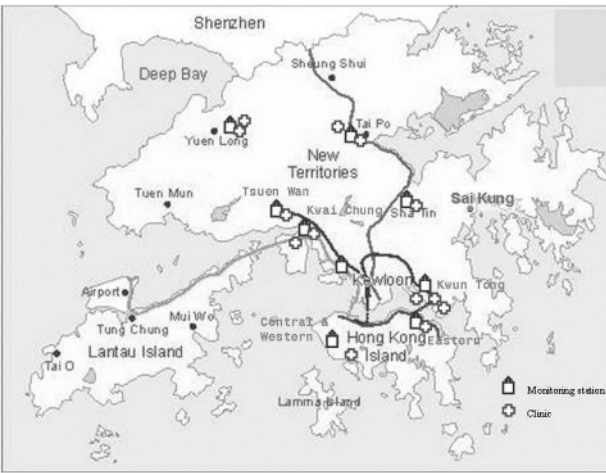 Shenzhen
Deep Bay
Sheung Shui
Tai Po
Yuen Long
New
Territories
Tsuen Wan
Tuen Mun
Kwai Chung
Sha Tin
Sai Kung
Kowloon
Kwun Tong
Airport
Tung Chung
Mui Wo
Central &
Western
Lantau Island
Hong Kong
Island
Eastern
Tai O
Lamma Island
Monitoring station
Clinic